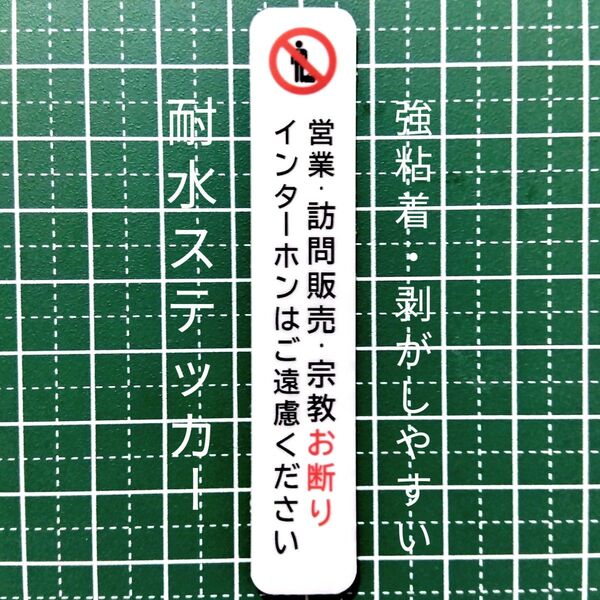 強粘着・剥がしやすい
営業・訪問販売・宗教お断り
インターホンはご遠慮ください
耐水ステッカー